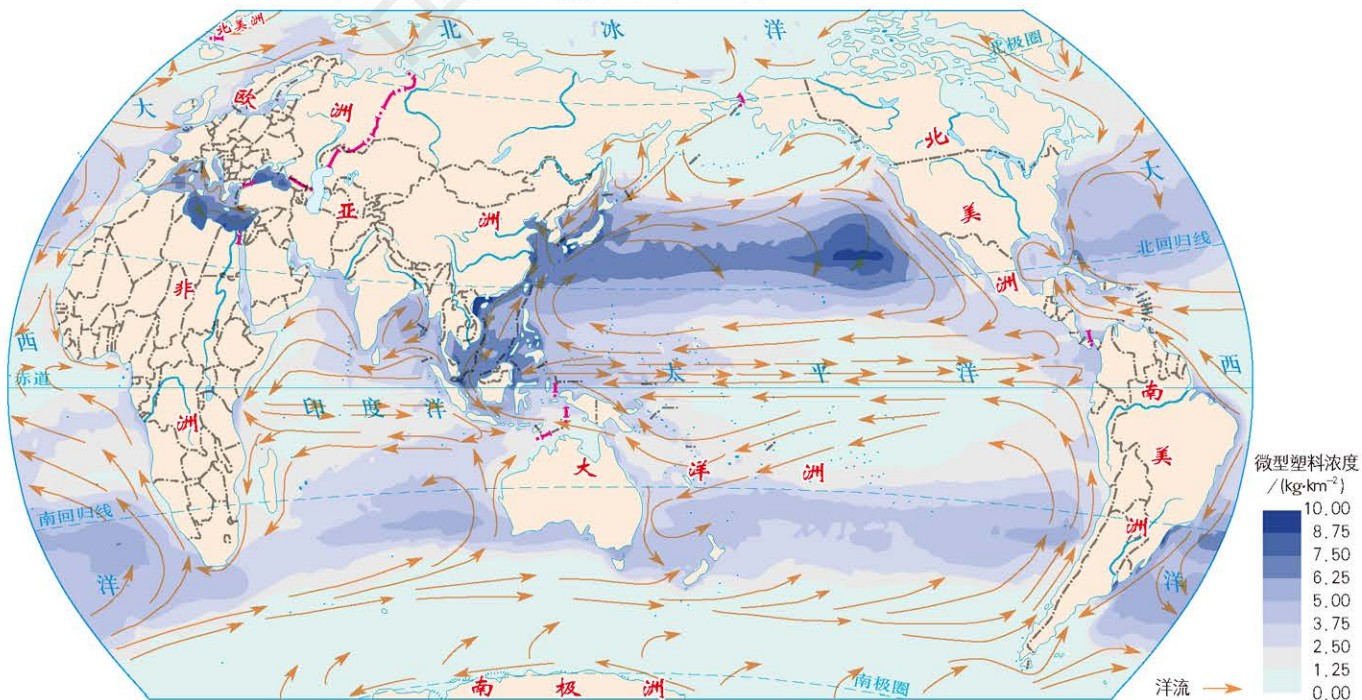 北美洲
北冰洋
北极圈
大
欧
洲
北
大
亚
洲
美
北回归线
非
洲
西
太平洋
西
赤道
南
印度洋
洲
大洋洲
美
微型塑料浓度
/(kg·km⁻²)
10.00
8.75
7.50
6.25
5.00
3.75
2.50
1.25
0.00
南回归线
洲
洋
洋
南极洲
南极圈
洋流